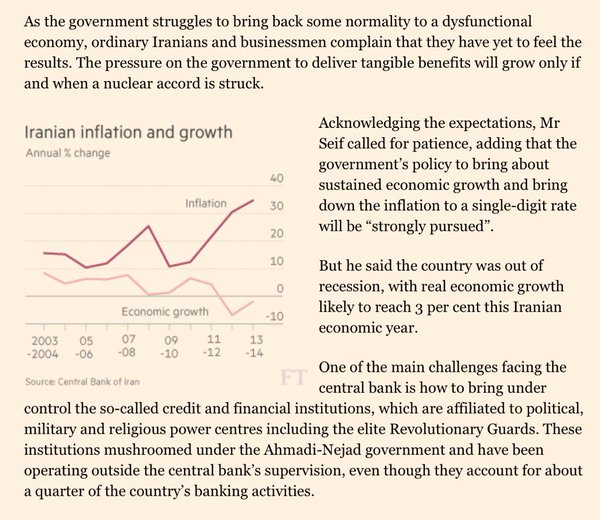 As the government struggles to bring back some normality to a dysfunctional
economy, ordinary Iranians and businessmen complain that they have yet to feel the
results. The pressure on the government to deliver tangible benefits will grow only if
and when a nuclear accord is struck.
Iranian inflation and growth
Annual % change
40
Inflation
30
20
10
0
Economic growth
-10
2003 05 07 09 11 13
-2004 -06 -08 -10 -12 -14
Source: Central Bank of Iran
FT
Acknowledging the expectations, Mr
Seif called for patience, adding that the
government’s policy to bring about
sustained economic growth and bring
down the inflation to a single-digit rate
will be “strongly pursued”.
But he said the country was out of
recession, with real economic growth
likely to reach 3 per cent this Iranian
economic year.
One of the main challenges facing the
central bank is how to bring under
control the so-called credit and financial institutions, which are affiliated to political,
military and religious power centres including the elite Revolutionary Guards. These
institutions mushroomed under the Ahmadi-Nejad government and have been
operating outside the central bank’s supervision, even though they account for about
a quarter of the country’s banking activities.